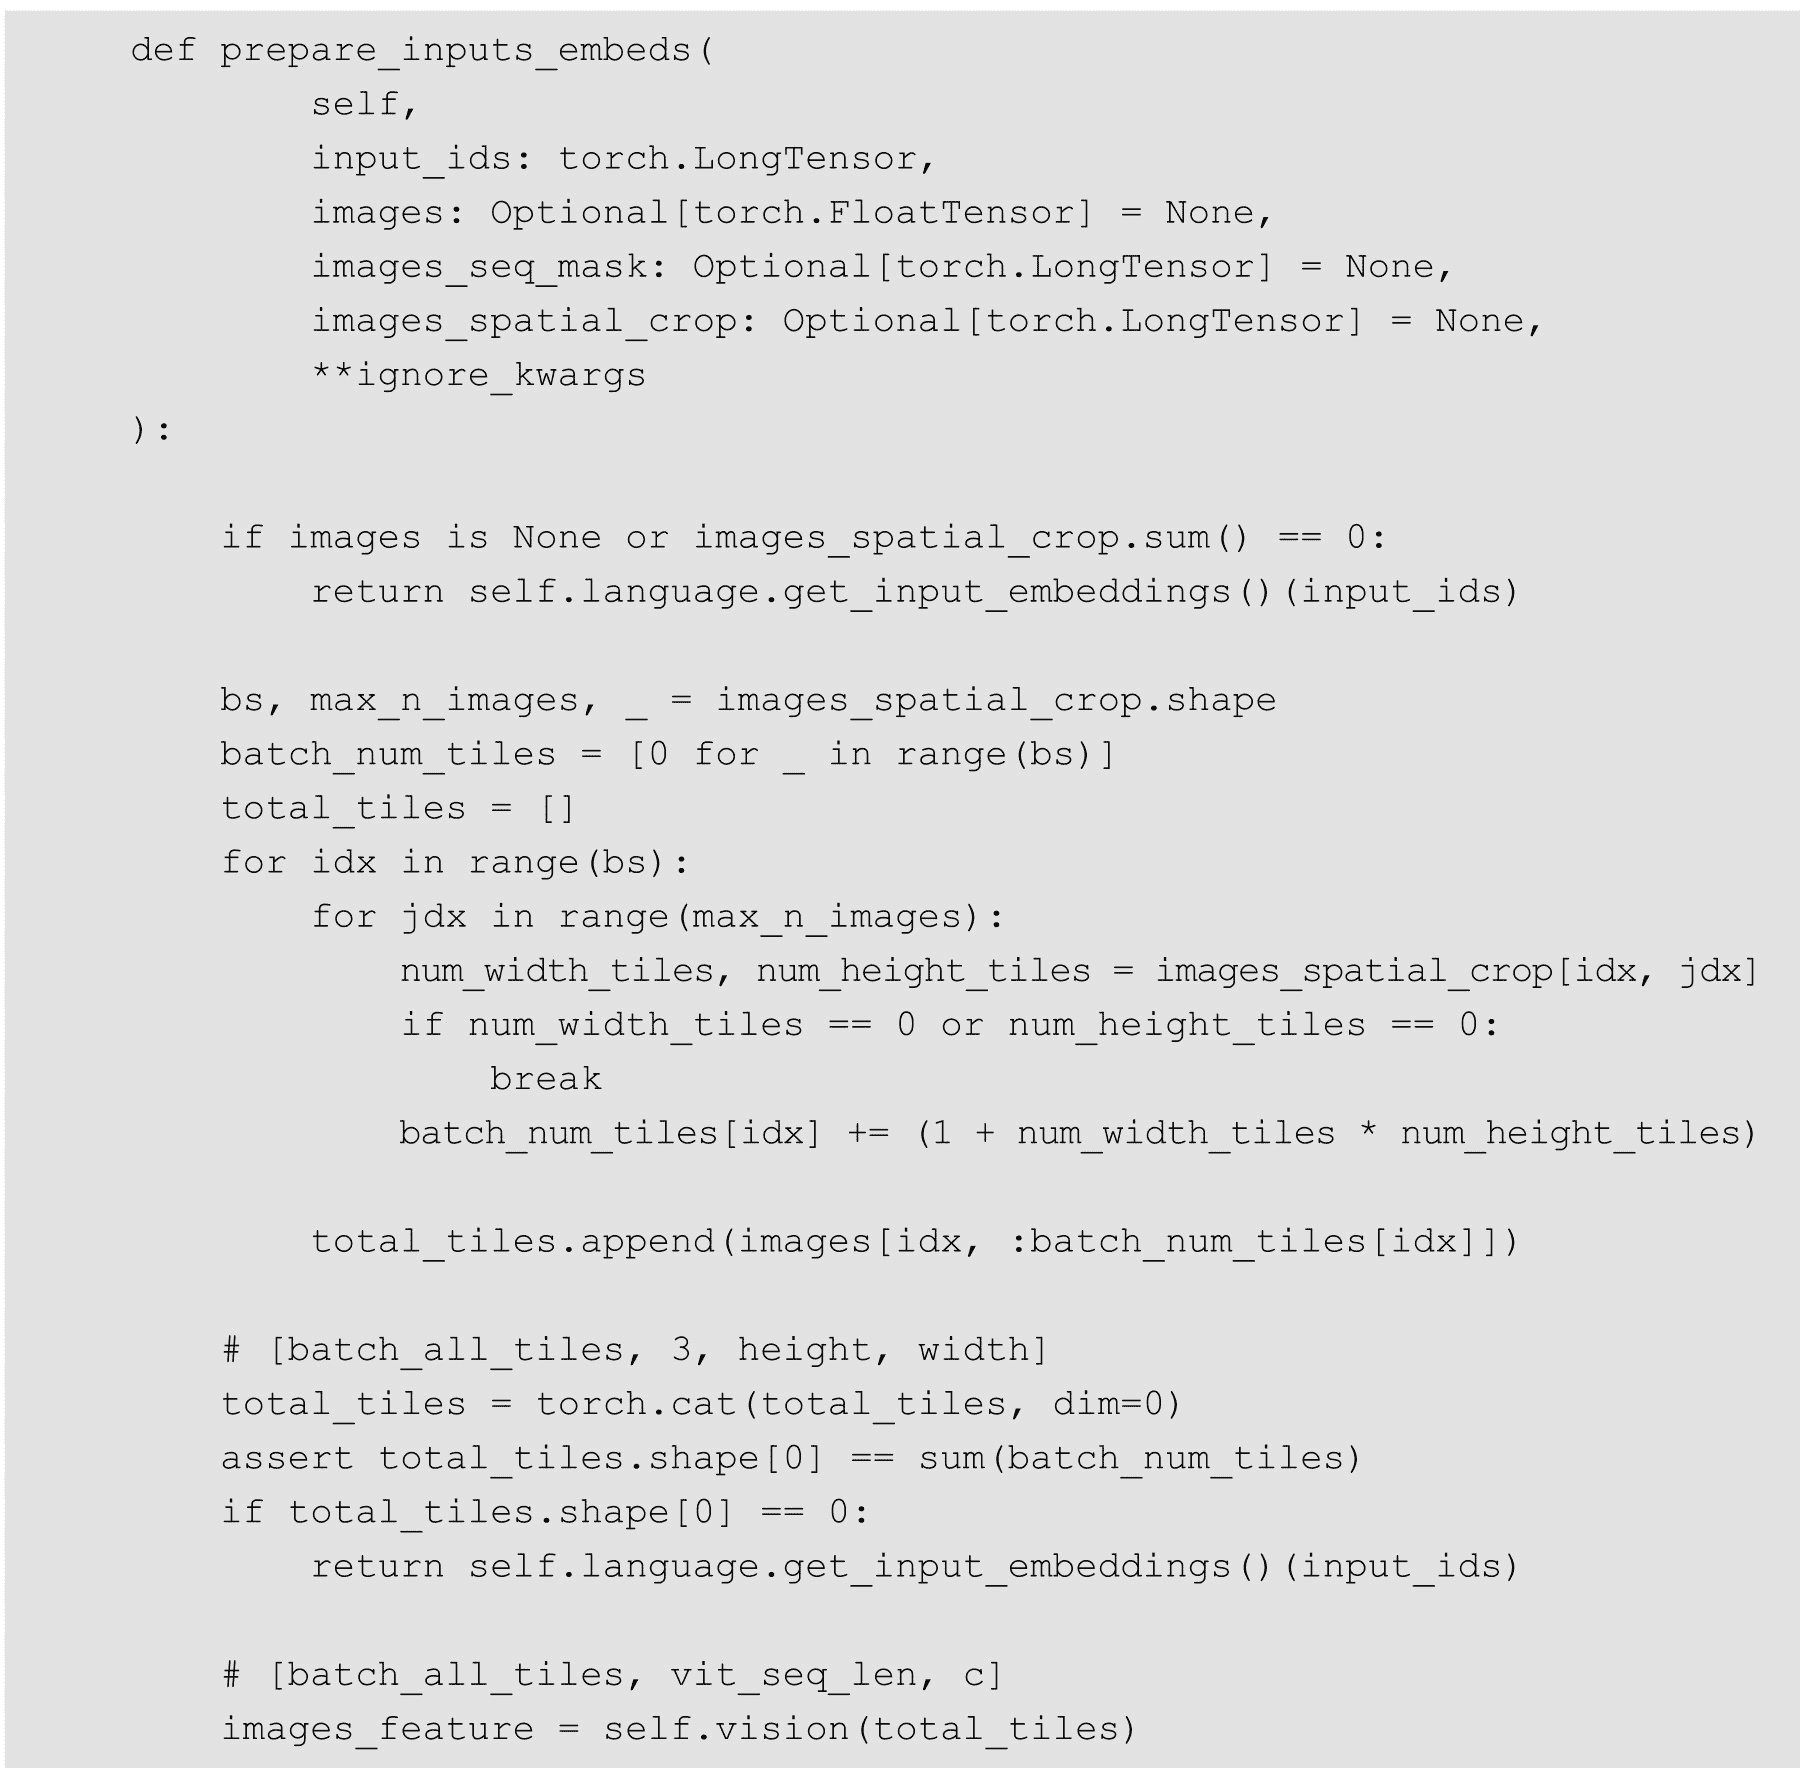 def prepare_inputs_embeds(
        self,
        input_ids: torch.LongTensor,
        images: Optional[torch.FloatTensor] = None,
        images_seq_mask: Optional[torch.LongTensor] = None,
        images_spatial_crop: Optional[torch.LongTensor] = None,
        **ignore_kwargs
):

    if images is None or images_spatial_crop.sum() == 0:
        return self.language.get_input_embeddings()(input_ids)

    bs, max_n_images, _ = images_spatial_crop.shape
    batch_num_tiles = [0 for _ in range(bs)]
    total_tiles = []
    for idx in range(bs):
        for jdx in range(max_n_images):
            num_width_tiles, num_height_tiles = images_spatial_crop[idx, jdx]
            if num_width_tiles == 0 or num_height_tiles == 0:
                break
            batch_num_tiles[idx] += (1 + num_width_tiles * num_height_tiles)

        total_tiles.append(images[idx, :batch_num_tiles[idx]])

    # [batch_all_tiles, 3, height, width]
    total_tiles = torch.cat(total_tiles, dim=0)
    assert total_tiles.shape[0] == sum(batch_num_tiles)
    if total_tiles.shape[0] == 0:
        return self.language.get_input_embeddings()(input_ids)

    # [batch_all_tiles, vit_seq_len, c]
    images_feature = self.vision(total_tiles)